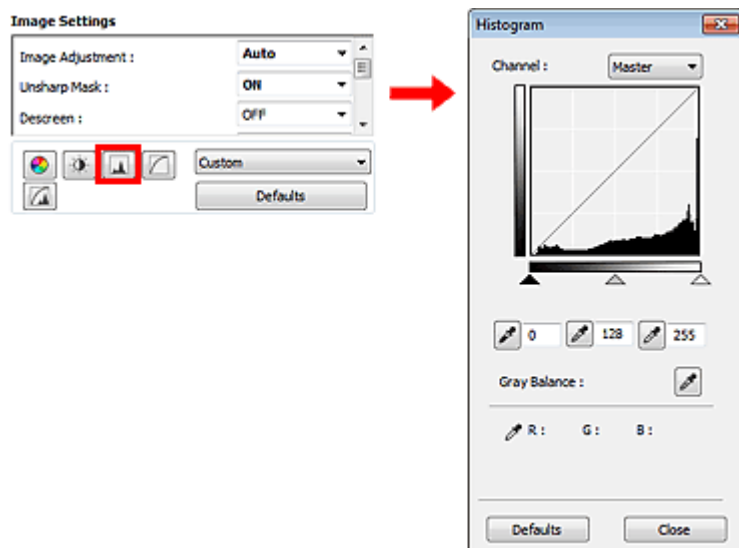 Image Settings
Image Adjustment : Auto
Unsharp Mask : ON
Descreen : OFF
Custom
Defaults
Histogram
Channel : Master
0 128 255
Gray Balance :
R : G : B :
Defaults Close